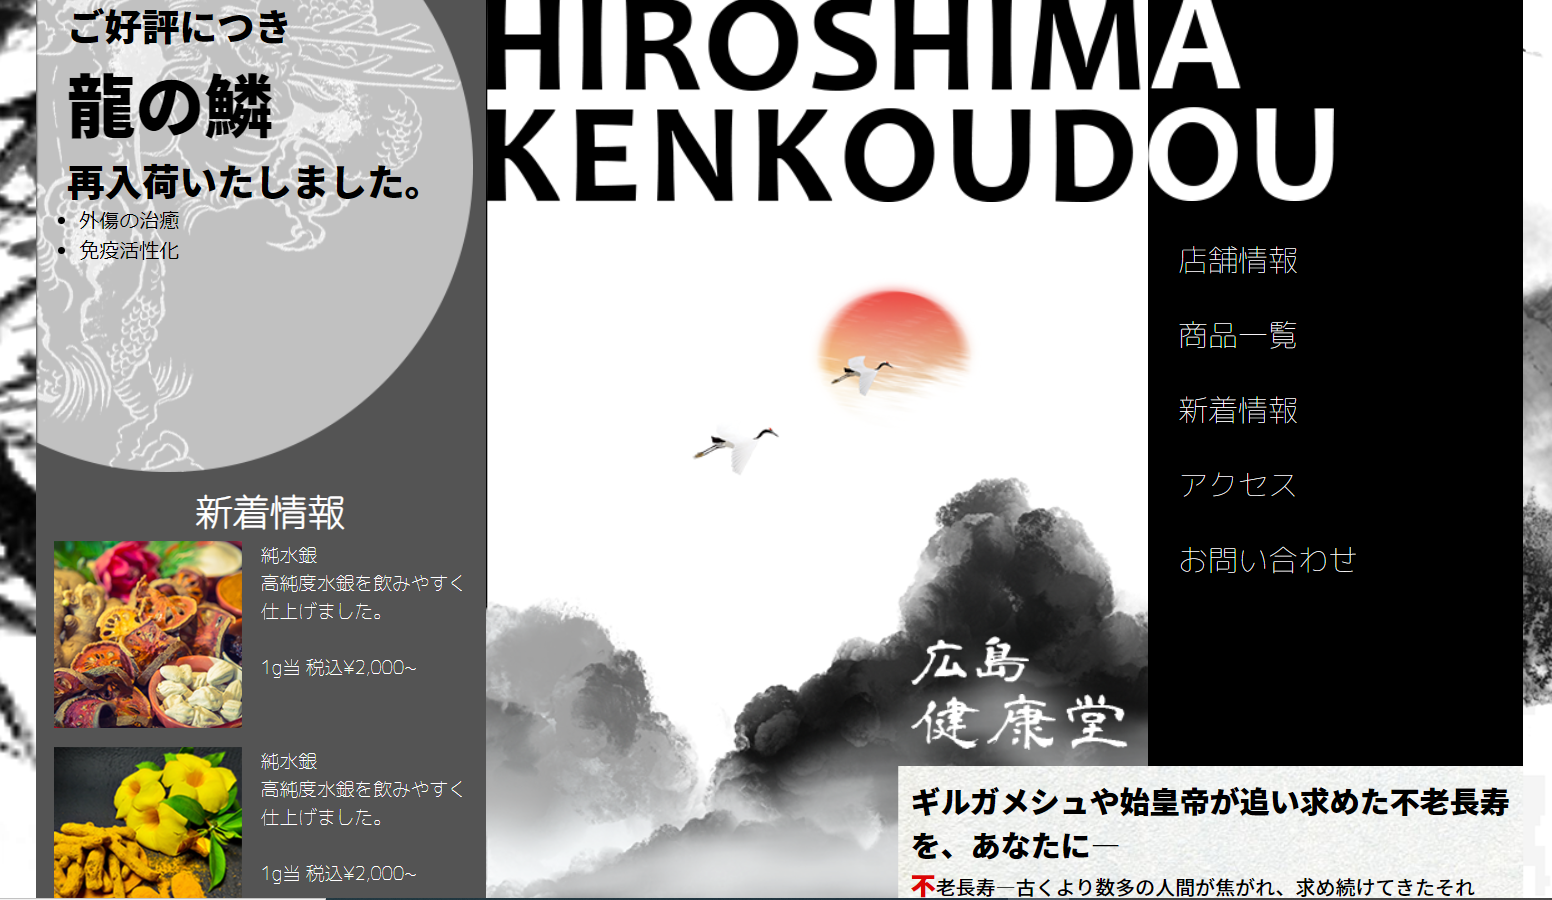 ご好評につき
龍の鱗
再入荷いたしました。
外傷の治癒
免疫活性化
新着情報
純水銀
高純度水銀を飲みやすく
仕上げました。
1g当 税込¥2,000~
純水銀
高純度水銀を飲みやすく
仕上げました。
1g当 税込¥2,000~
HIROSHIMA
KENKOUDOU
広島
健康堂
店舗情報
商品一覧
新着情報
アクセス
お問い合わせ
ギルガメシュや始皇帝が追い求めた不老長寿
を、あなたに―
不老長寿―古くより数多の人間が焦がれ、求め続けてきたそれ